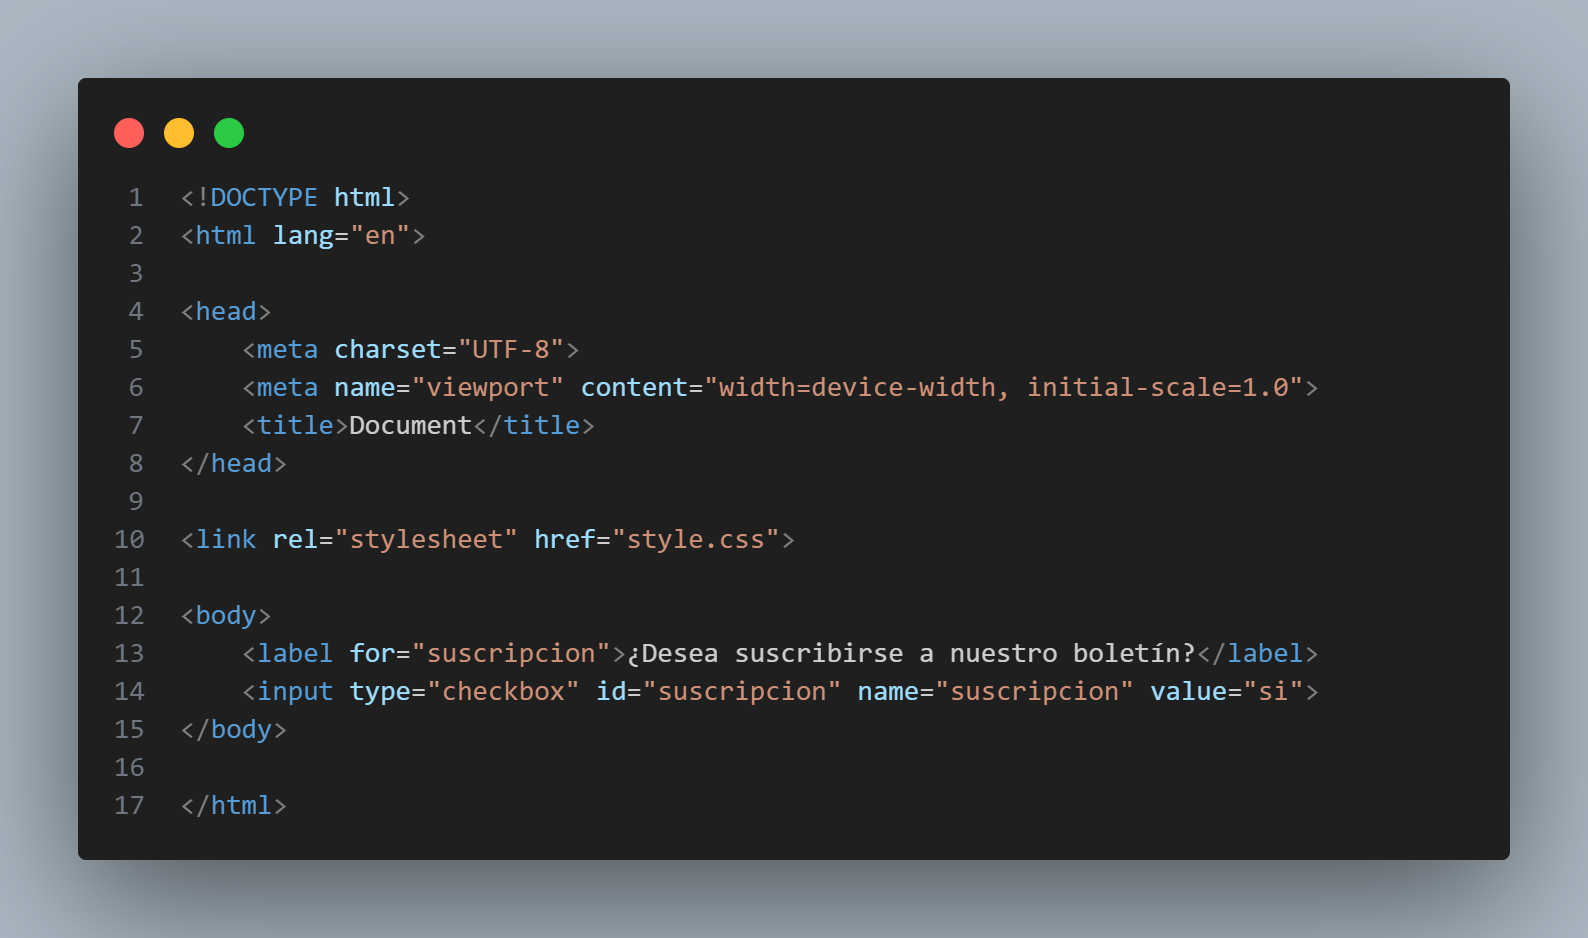 1 <!DOCTYPE html>
2 <html lang="en">
3
4 <head>
5     <meta charset="UTF-8">
6     <meta name="viewport" content="width=device-width, initial-scale=1.0">
7     <title>Document</title>
8 </head>
9
10 <link rel="stylesheet" href="style.css">
11
12 <body>
13     <label for="suscripcion">¿Desea suscribirse a nuestro boletín?</label>
14     <input type="checkbox" id="suscripcion" name="suscripcion" value="si">
15 </body>
16
17 </html>